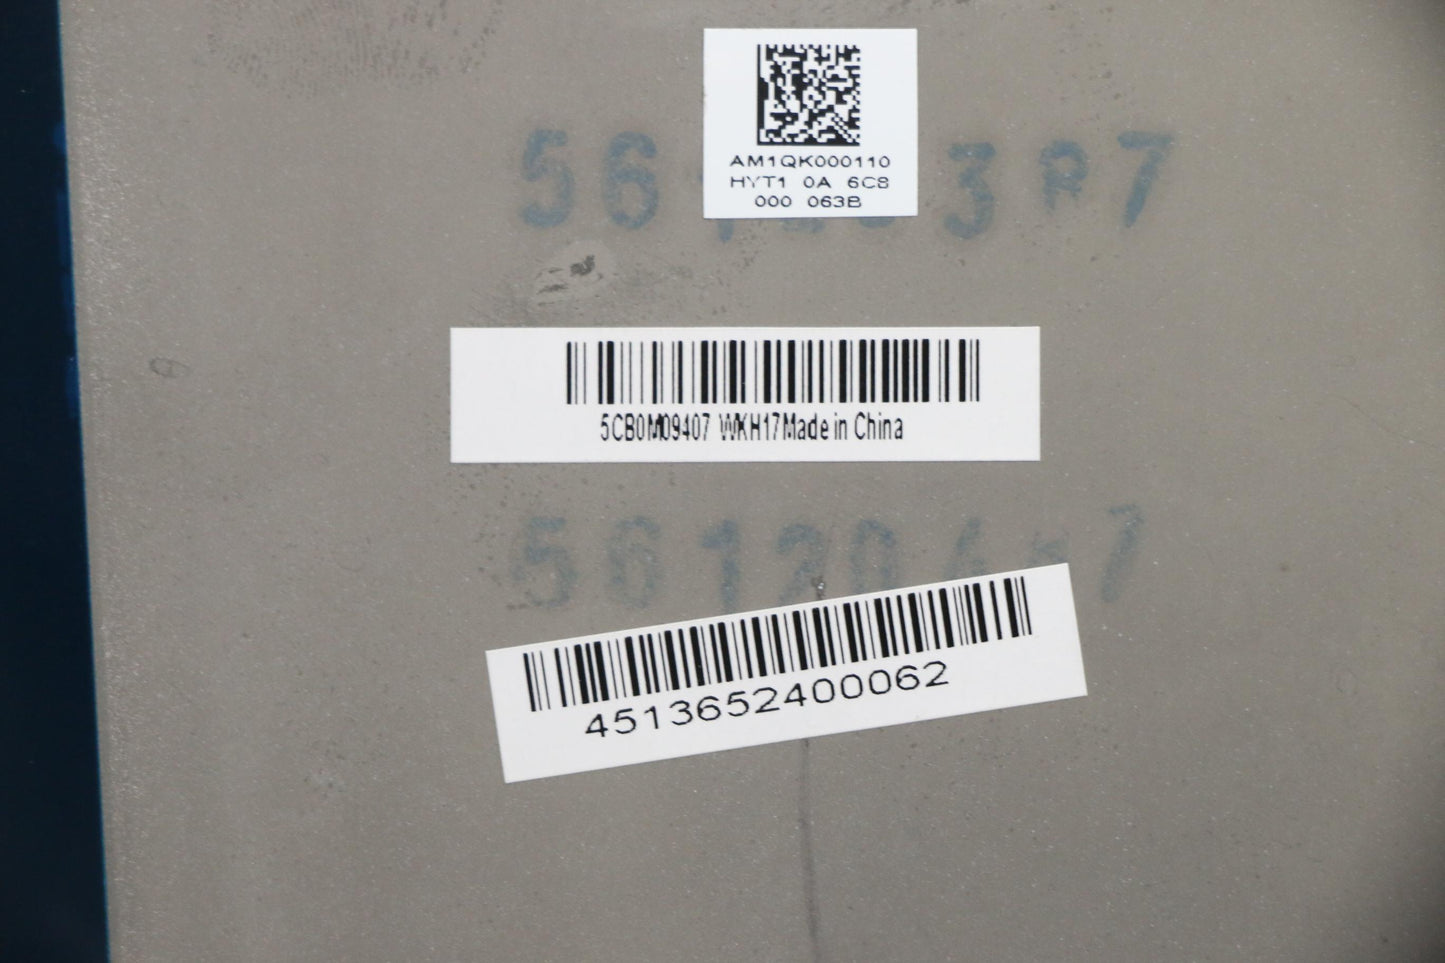 AM1QK000110
HYT1 0A 6C8
000 063B
5CB0M09407 WKH17Made in China
4513652400062